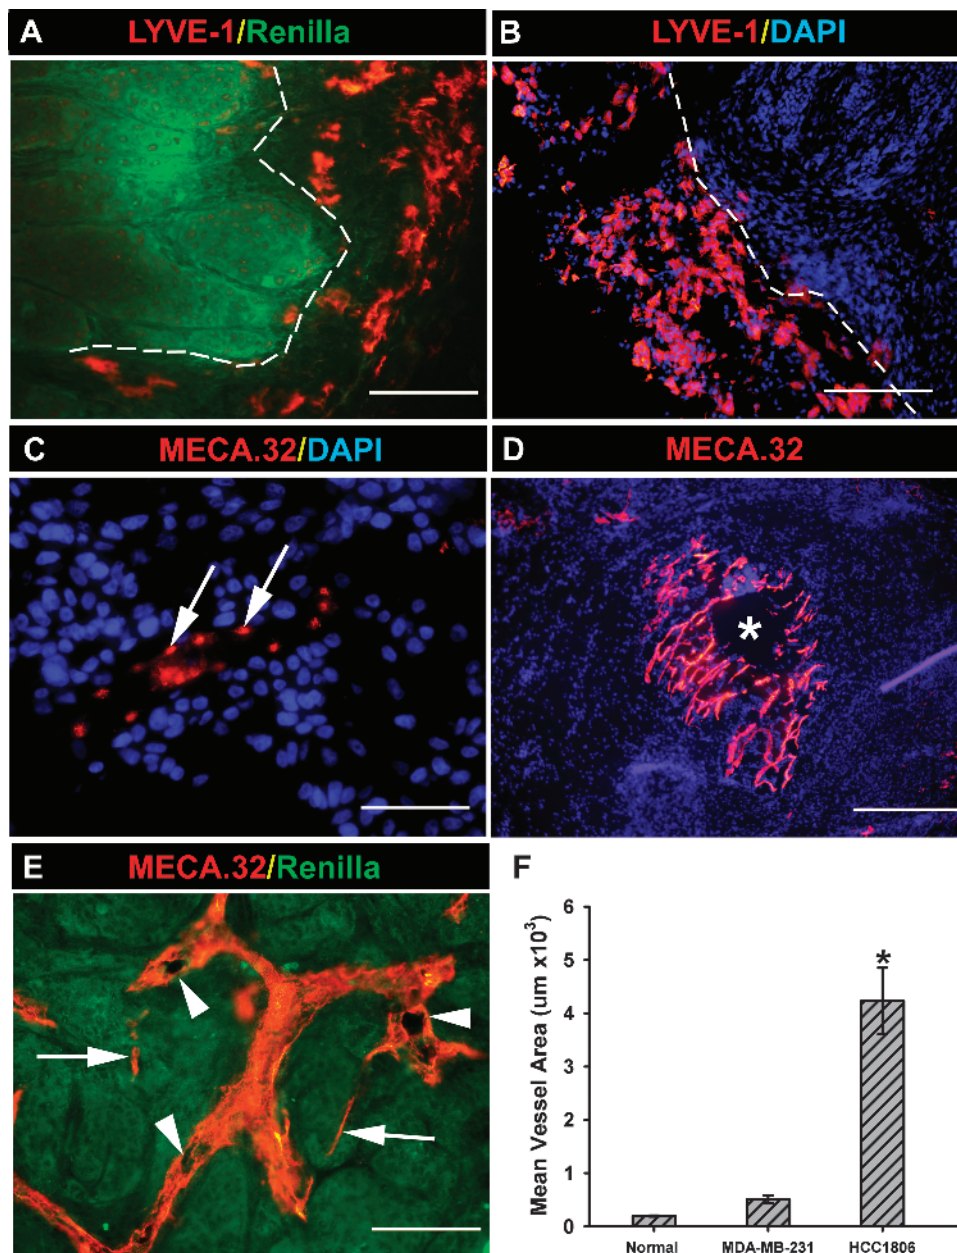 A LYVE-1/Renilla
B LYVE-1/DAPI
C MECA.32/DAPI
D MECA.32
*
E MECA.32/Renilla
F
Mean Vessel Area (um x10³)
6
5
4
3
2
1
0
*
Normal MDA-MB-231 HCC1806